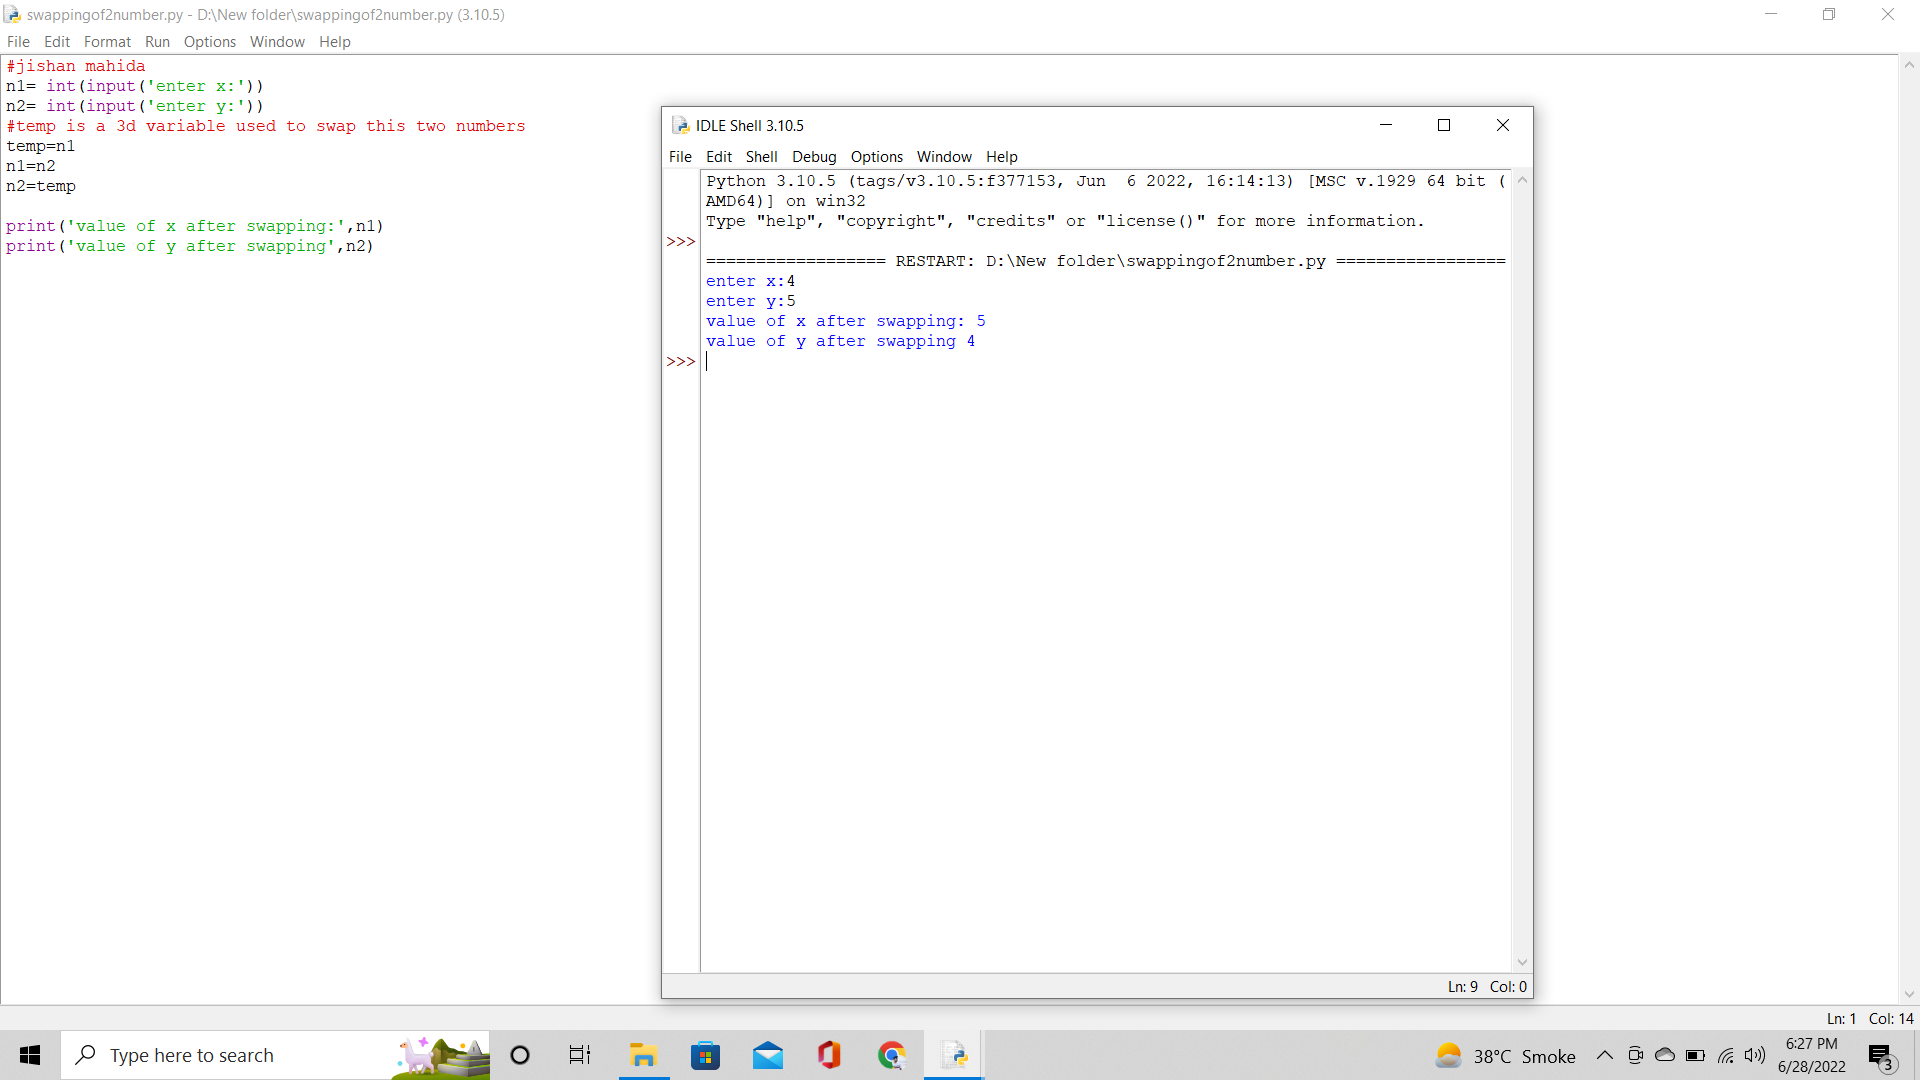 swappingof2number.py - D:\New folder\swappingof2number.py (3.10.5)
File Edit Format Run Options Window Help
#jishan mahida
n1= int(input('enter x:'))
n2= int(input('enter y:'))
#temp is a 3d variable used to swap this two numbers
temp=n1
n1=n2
n2=temp
print('value of x after swapping:',n1)
print('value of y after swapping',n2)
IDLE Shell 3.10.5
File Edit Shell Debug Options Window Help
Python 3.10.5 (tags/v3.10.5:f377153, Jun  6 2022, 16:14:13) [MSC v.1929 64 bit (
AMD64)] on win32
Type "help", "copyright", "credits" or "license()" for more information.
>>>
================== RESTART: D:\New folder\swappingof2number.py =================
enter x:4
enter y:5
value of x after swapping: 5
value of y after swapping 4
>>>
Ln: 9 Col: 0
Ln: 1 Col: 14
Type here to search
38°C Smoke
6:27 PM
6/28/2022
3